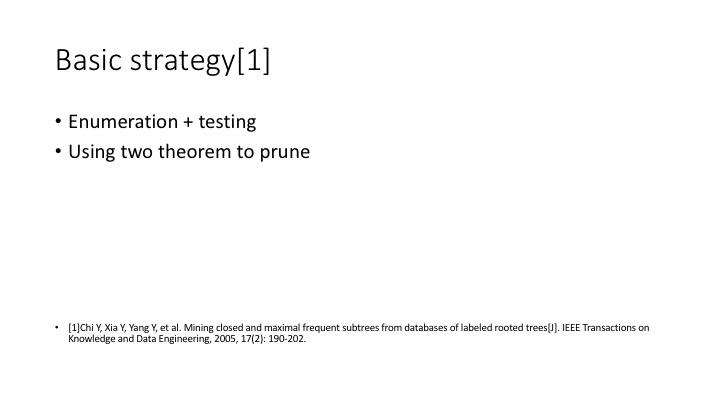 Basic strategy[1]
• Enumeration + testing
• Using two theorem to prune
• [1]Chi Y, Xia Y, Yang Y, et al. Mining closed and maximal frequent subtrees from databases of labeled rooted trees[J]. IEEE Transactions on
Knowledge and Data Engineering, 2005, 17(2): 190-202.